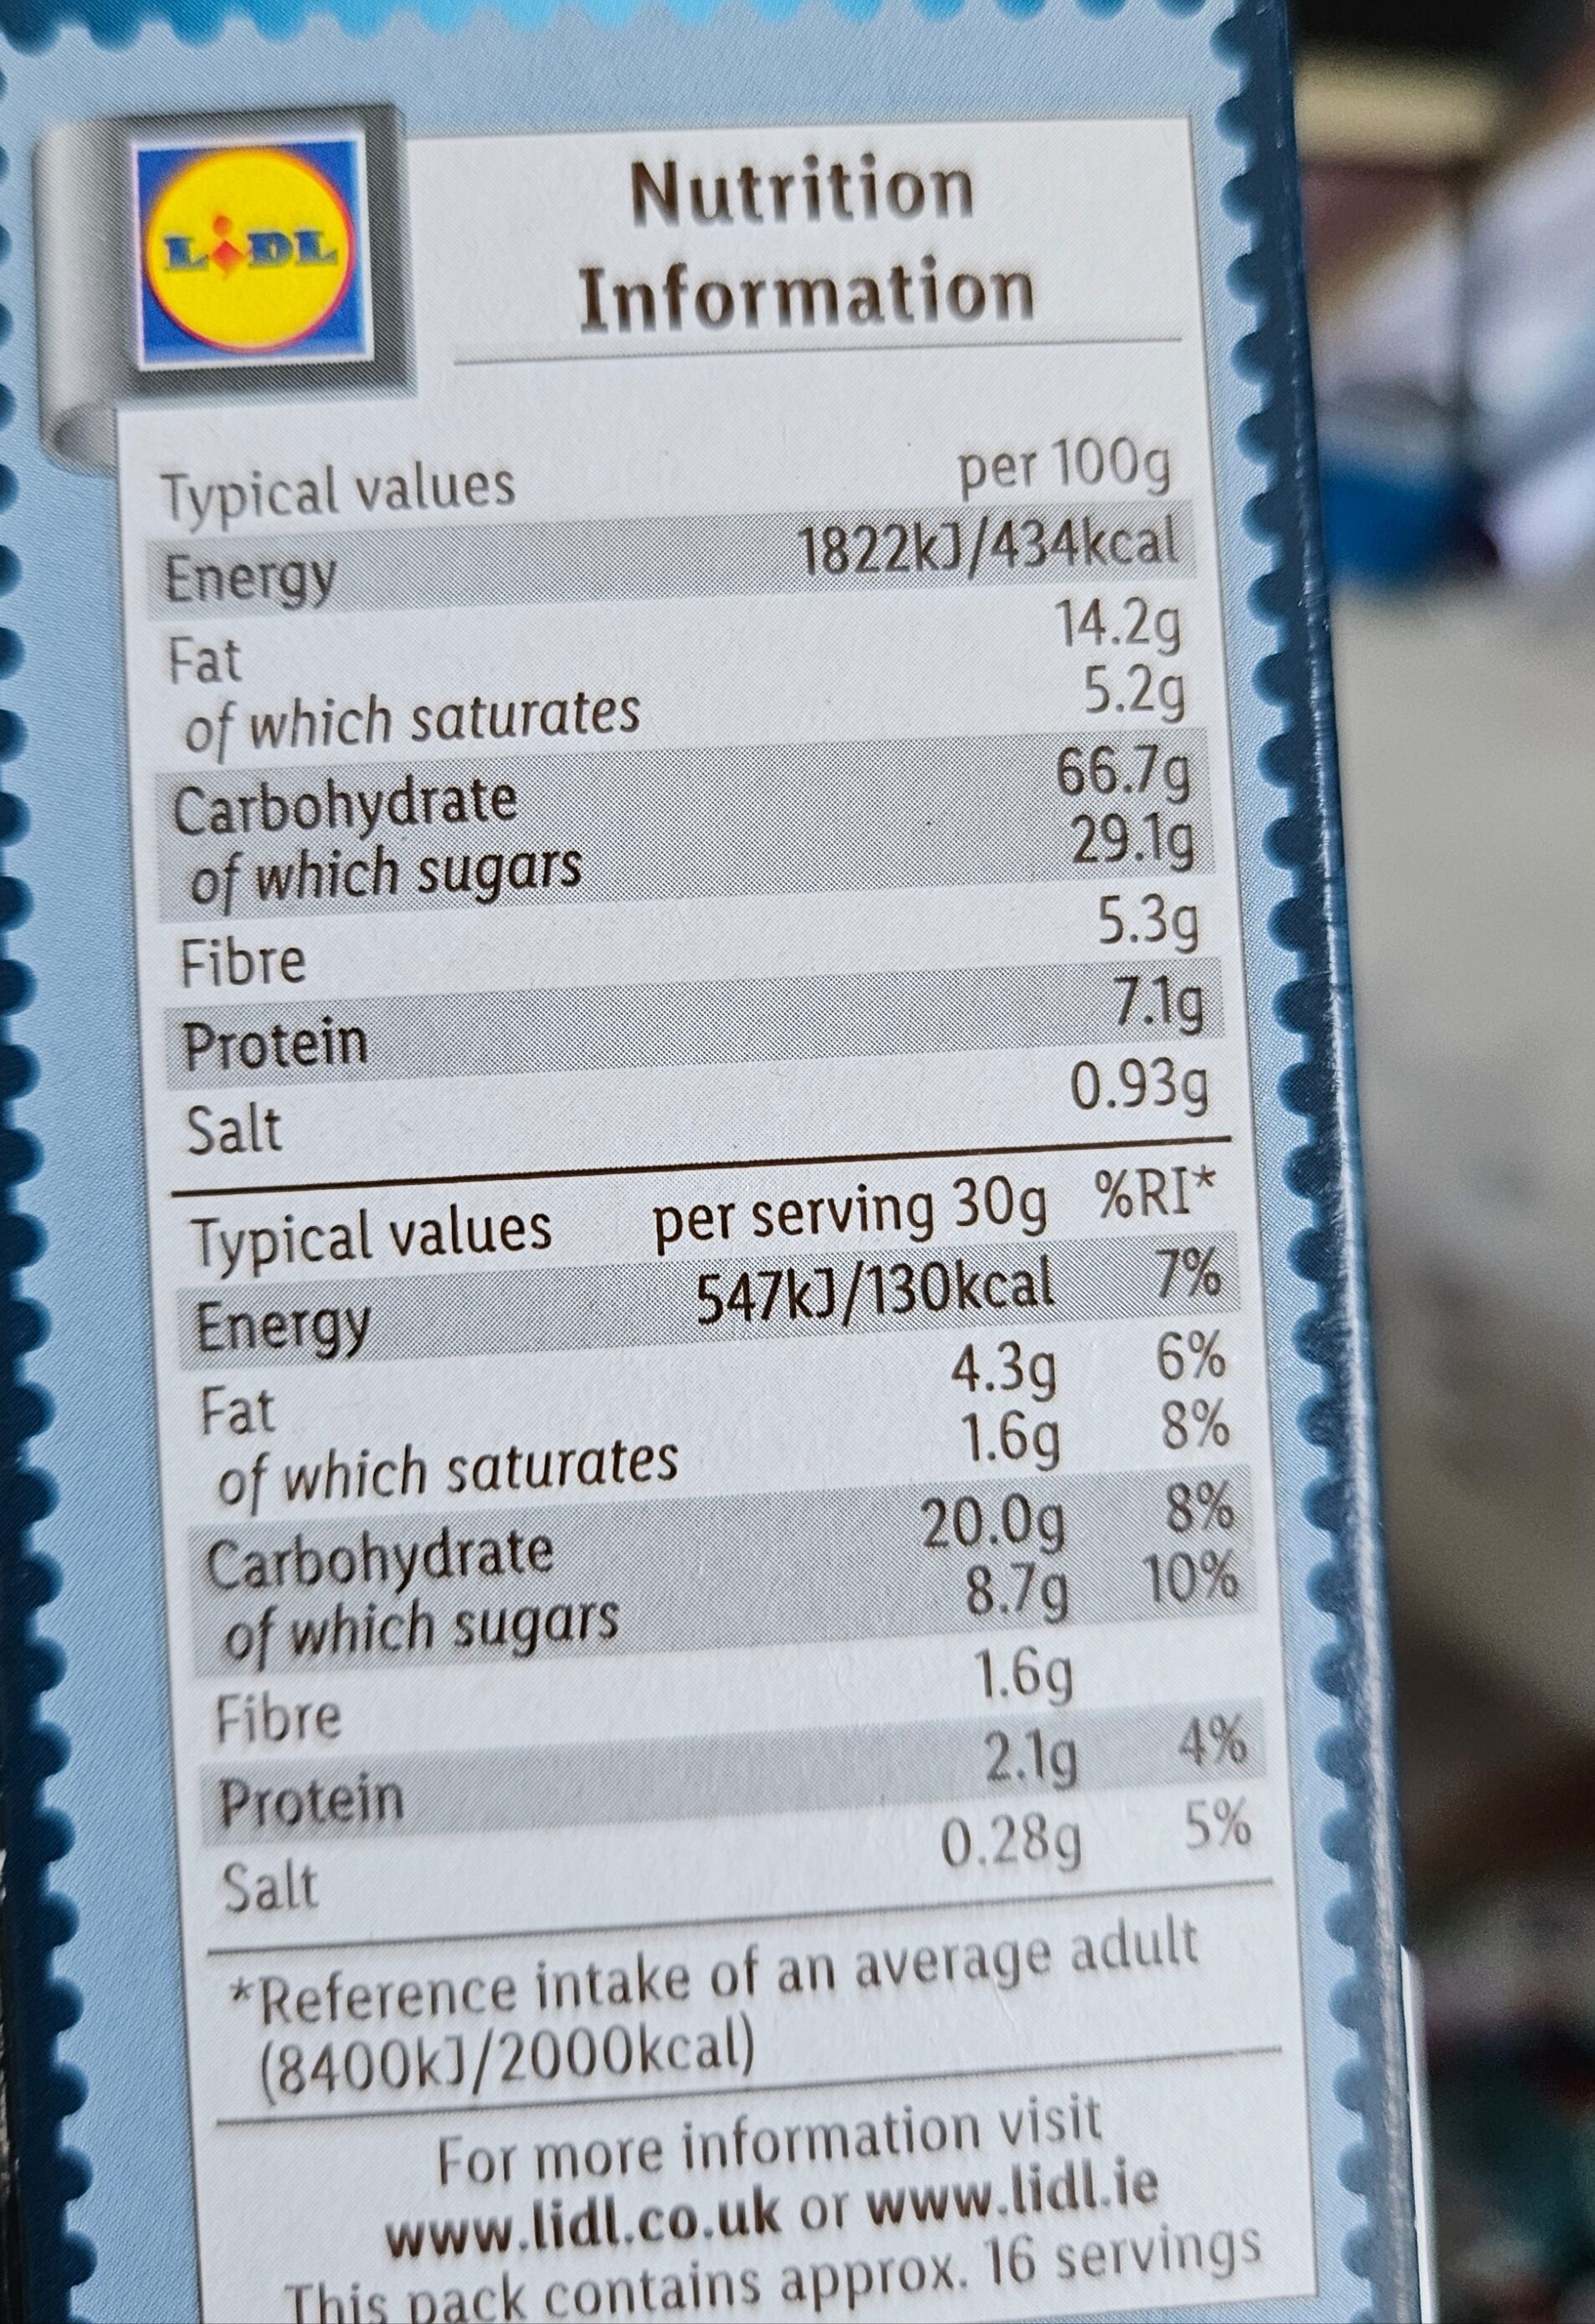 LIDL
Nutrition
Information
Typical values per 100g
Energy 1822kJ/434kcal
Fat 14.2g
of which saturates 5.2g
Carbohydrate 66.7g
of which sugars 29.1g
Fibre 5.3g
Protein 7.1g
Salt 0.93g
Typical values per serving 30g %RI*
Energy 547kJ/130kcal 7%
Fat 4.3g 6%
of which saturates 1.6g 8%
Carbohydrate 20.0g 8%
of which sugars 8.7g 10%
Fibre 1.6g
Protein 2.1g 4%
Salt 0.28g 5%
*Reference intake of an average adult
(8400kJ/2000kcal)
For more information visit
www.lidl.co.uk or www.lidl.ie
This pack contains approx. 16 servings